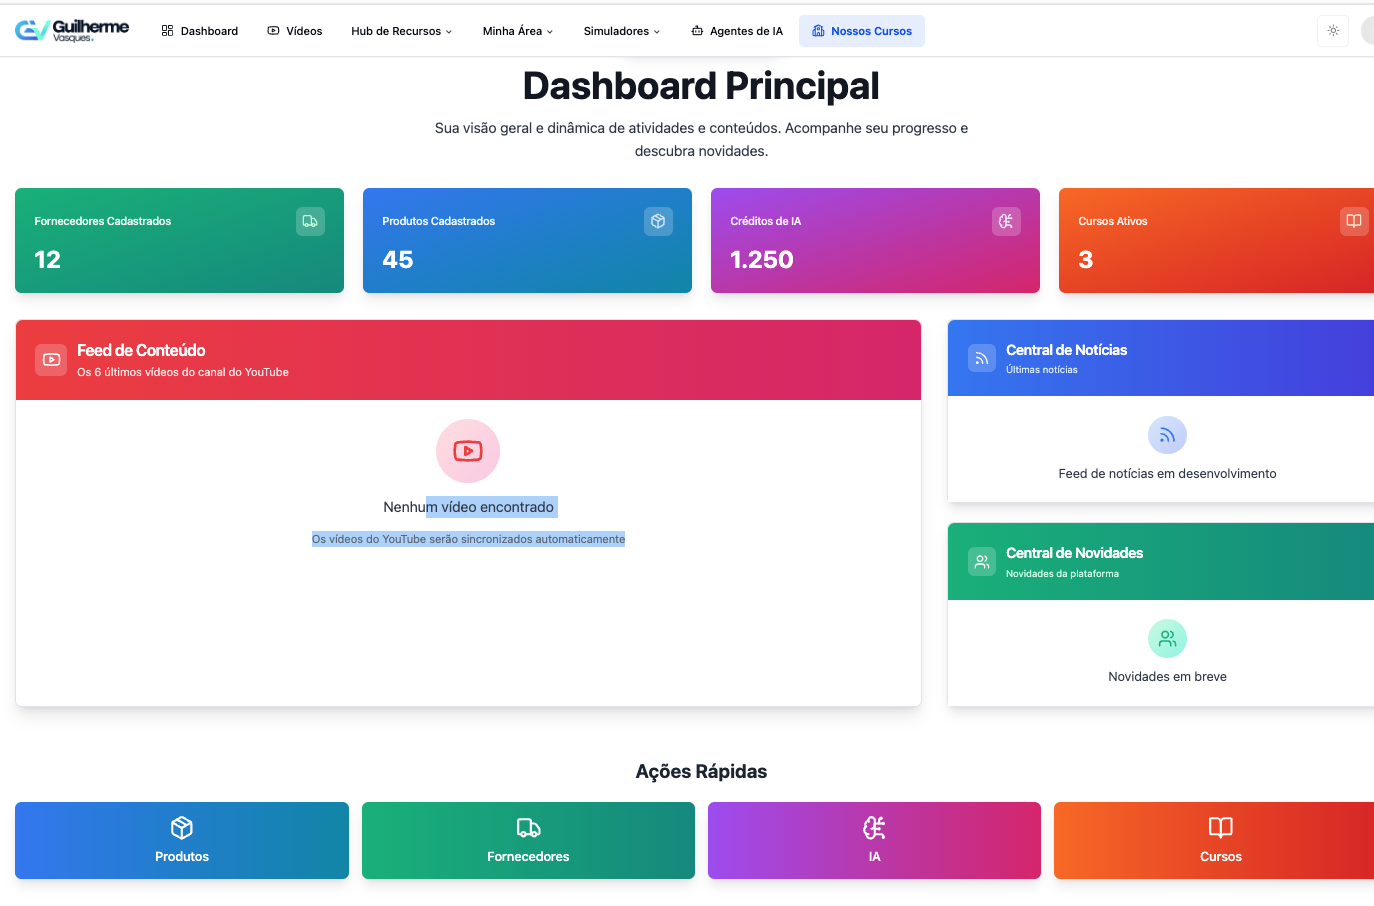 Guilherme
Vasques.
Dashboard
Vídeos
Hub de Recursos
Minha Área
Simuladores
Agentes de IA
Nossos Cursos
Dashboard Principal
Sua visão geral e dinâmica de atividades e conteúdos. Acompanhe seu progresso e
descubra novidades.
Fornecedores Cadastrados
12
Produtos Cadastrados
45
Créditos de IA
1.250
Cursos Ativos
3
Feed de Conteúdo
Os 6 últimos vídeos do canal do YouTube
Nenhum vídeo encontrado
Os vídeos do YouTube serão sincronizados automaticamente
Central de Notícias
Últimas notícias
Feed de notícias em desenvolvimento
Central de Novidades
Novidades da plataforma
Novidades em breve
Ações Rápidas
Produtos
Fornecedores
IA
Cursos